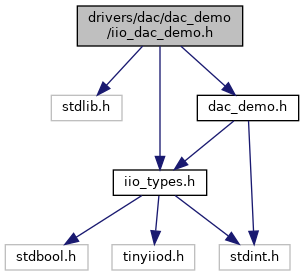 drivers/dac/dac_demo
/iio_dac_demo.h
stdlib.h
dac_demo.h
iio_types.h
stdbool.h
tinyiiod.h
stdint.h